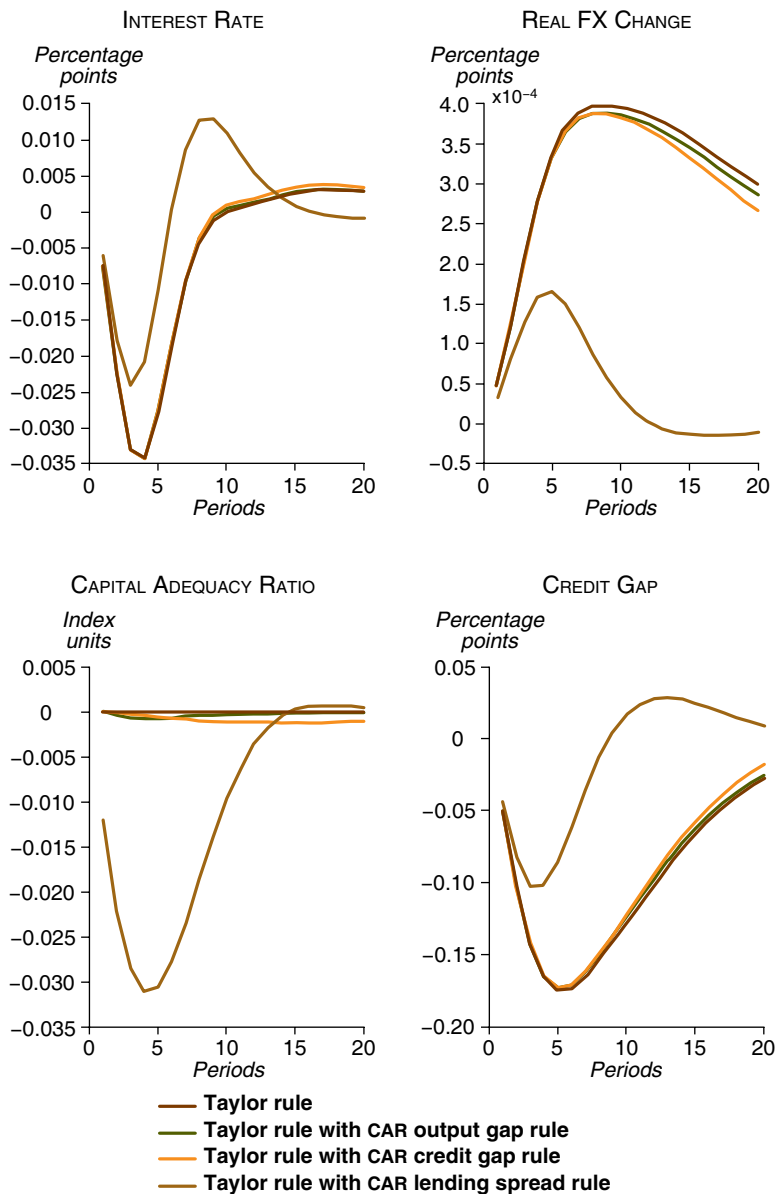 INTEREST RATE
Percentage
points
0.015
0.010
0.005
0
−0.005
−0.010
−0.015
−0.020
−0.025
−0.030
−0.035
0 5 10 15 20
Periods
REAL FX CHANGE
Percentage
points
x10⁻⁴
4.0
3.5
3.0
2.5
2.0
1.5
1.0
0.5
0
−0.5
0 5 10 15 20
Periods
CAPITAL ADEQUACY RATIO
Index
units
0.005
0
−0.005
−0.010
−0.015
−0.020
−0.025
−0.030
−0.035
0 5 10 15 20
Periods
CREDIT GAP
Percentage
points
0.05
0
−0.05
−0.10
−0.15
−0.20
0 5 10 15 20
Periods
Taylor rule
Taylor rule with CAR output gap rule
Taylor rule with CAR credit gap rule
Taylor rule with CAR lending spread rule